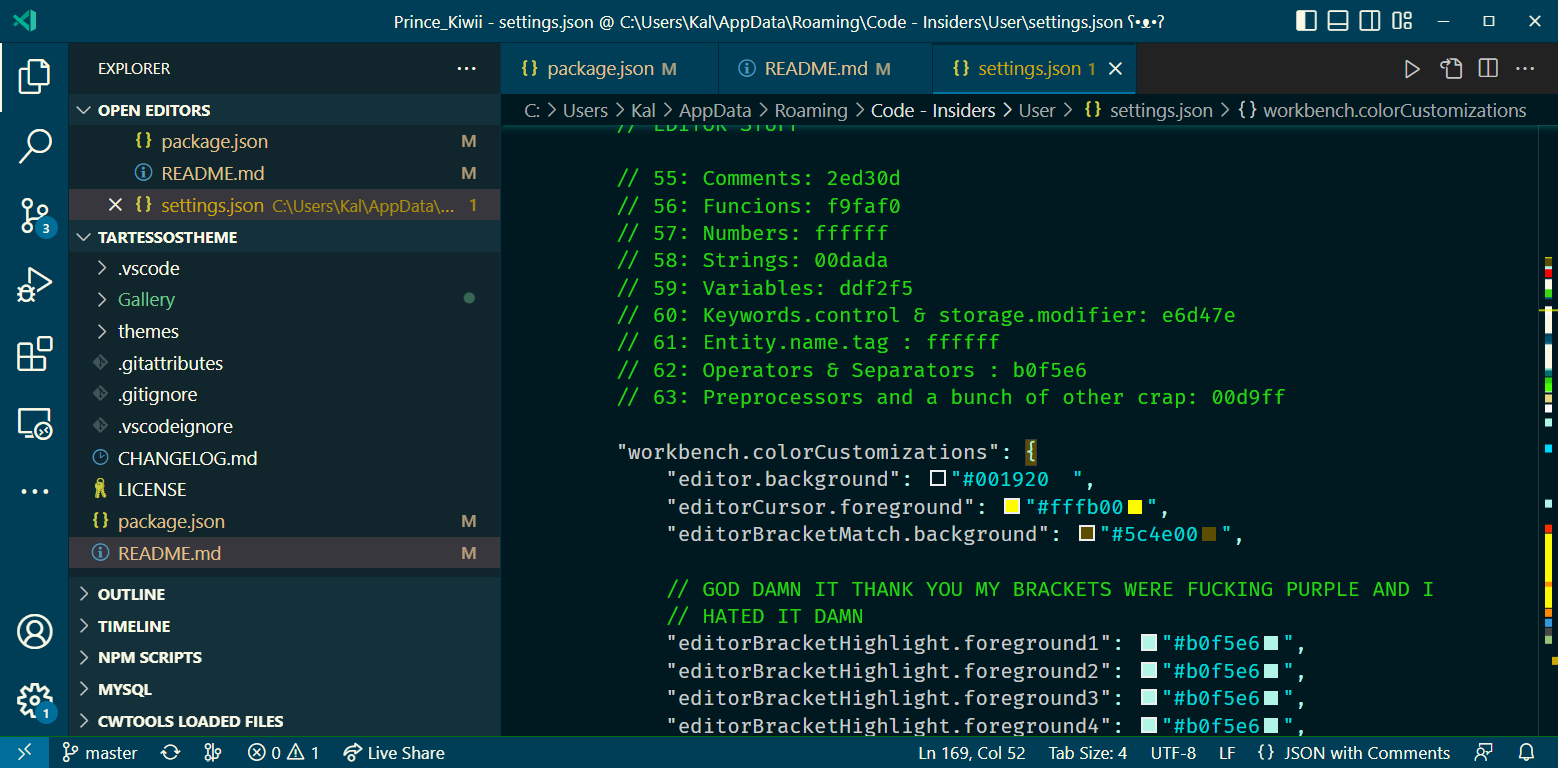 Prince_Kiwii - settings.json @ C:\Users\Kal\AppData\Roaming\Code - Insiders\User\settings.json ʕ•ᴥ•ʔ
EXPLORER
OPEN EDITORS
{} package.json M
README.md M
{} settings.json C:\Users\Kal\AppData\... 1
TARTESSOSTHEME
.vscode
Gallery
themes
.gitattributes
.gitignore
.vscodeignore
CHANGELOG.md
LICENSE
{} package.json M
README.md M
OUTLINE
TIMELINE
NPM SCRIPTS
MYSQL
CWTOOLS LOADED FILES
3
1
{} package.json M
README.md M
{} settings.json 1
C: > Users > Kal > AppData > Roaming > Code - Insiders > User > {} settings.json > {} workbench.colorCustomizations
// EDITOR STUFF
// 55: Comments: 2ed30d
// 56: Funcions: f9faf0
// 57: Numbers: ffffff
// 58: Strings: 00dada
// 59: Variables: ddf2f5
// 60: Keywords.control & storage.modifier: e6d47e
// 61: Entity.name.tag : ffffff
// 62: Operators & Separators : b0f5e6
// 63: Preprocessors and a bunch of other crap: 00d9ff
"workbench.colorCustomizations": {
"editor.background": "#001920",
"editorCursor.foreground": "#fffb00",
"editorBracketMatch.background": "#5c4e00",
// GOD DAMN IT THANK YOU MY BRACKETS WERE FUCKING PURPLE AND I
// HATED IT DAMN
"editorBracketHighlight.foreground1": "#b0f5e6",
"editorBracketHighlight.foreground2": "#b0f5e6",
"editorBracketHighlight.foreground3": "#b0f5e6",
"editorBracketHighlight.foreground4": "#b0f5e6",
master 0 1 Live Share Ln 169, Col 52 Tab Size: 4 UTF-8 LF {} JSON with Comments